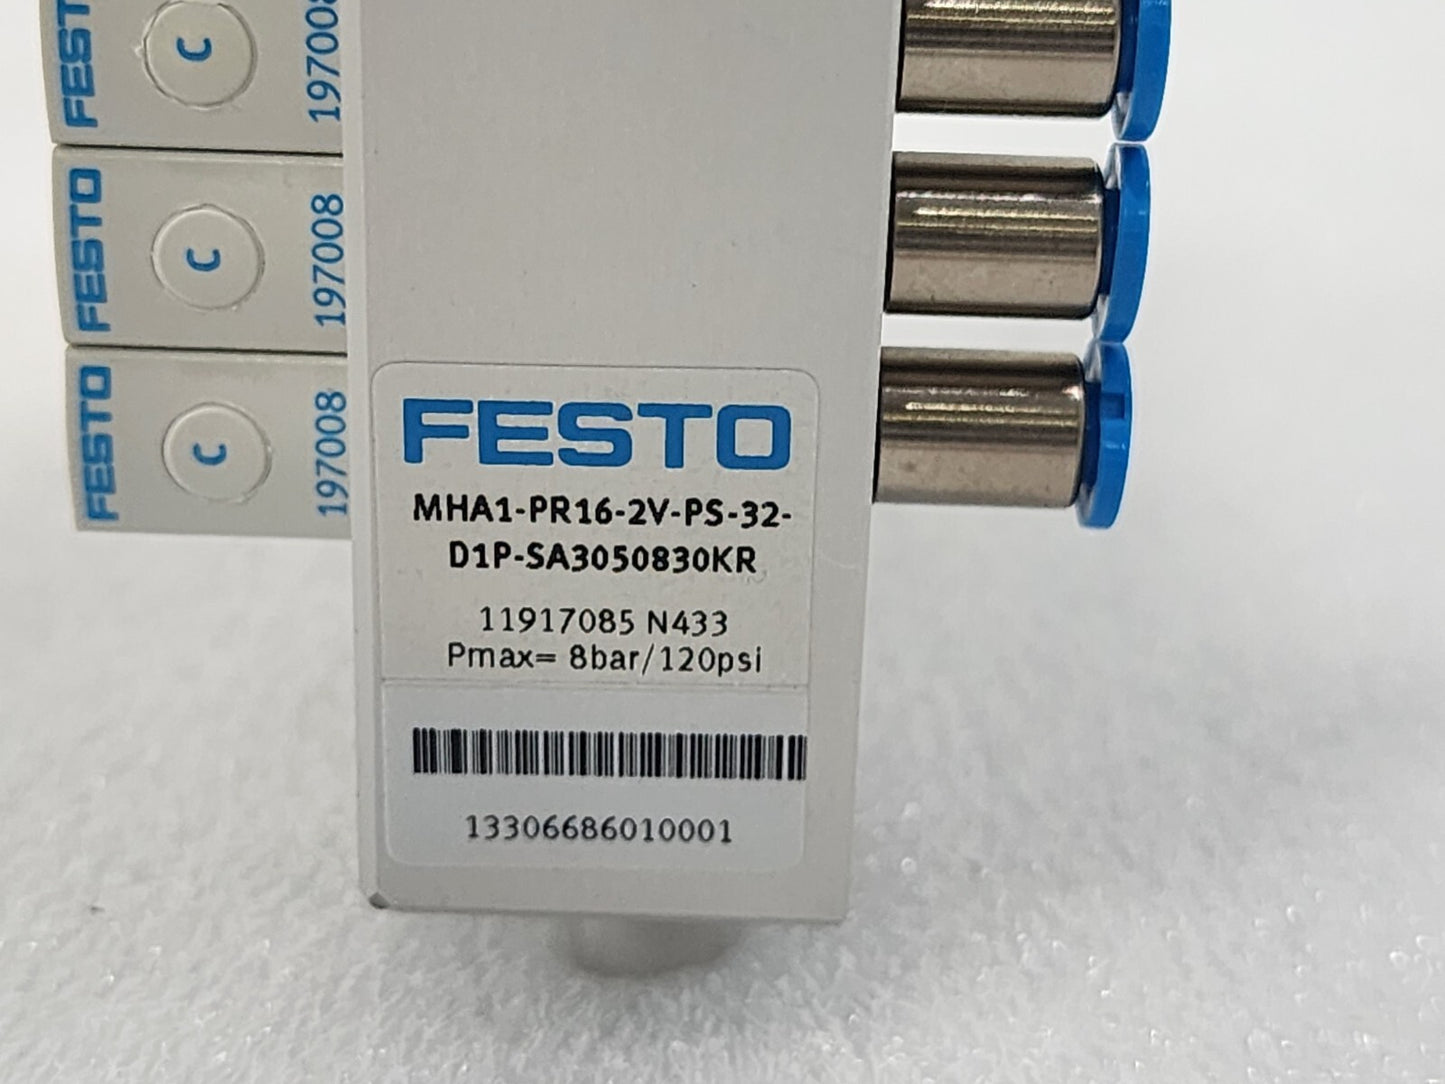 FESTO
C
197008
FESTO
C
197008
FESTO
C
197008
FESTO
MHA1-PR16-2V-PS-32-
D1P-SA3050830KR
11917085 N433
Pmax= 8bar/120psi
13306686010001